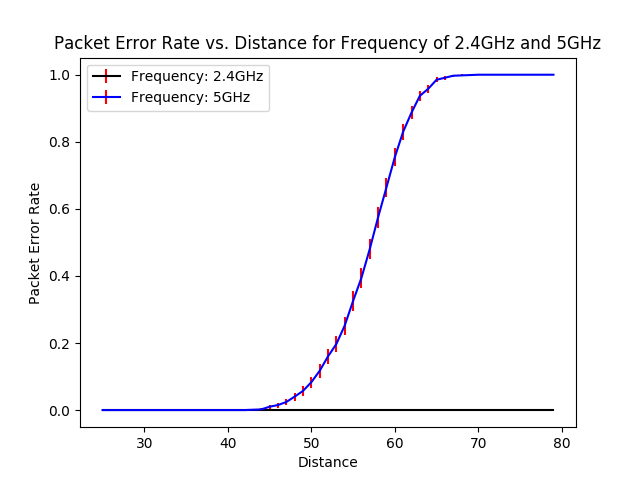 Packet Error Rate vs. Distance for Frequency of 2.4GHz and 5GHz
Frequency: 2.4GHz
Frequency: 5GHz
1.0
0.8
0.6
0.4
0.2
0.0
Packet Error Rate
30 40 50 60 70 80
Distance